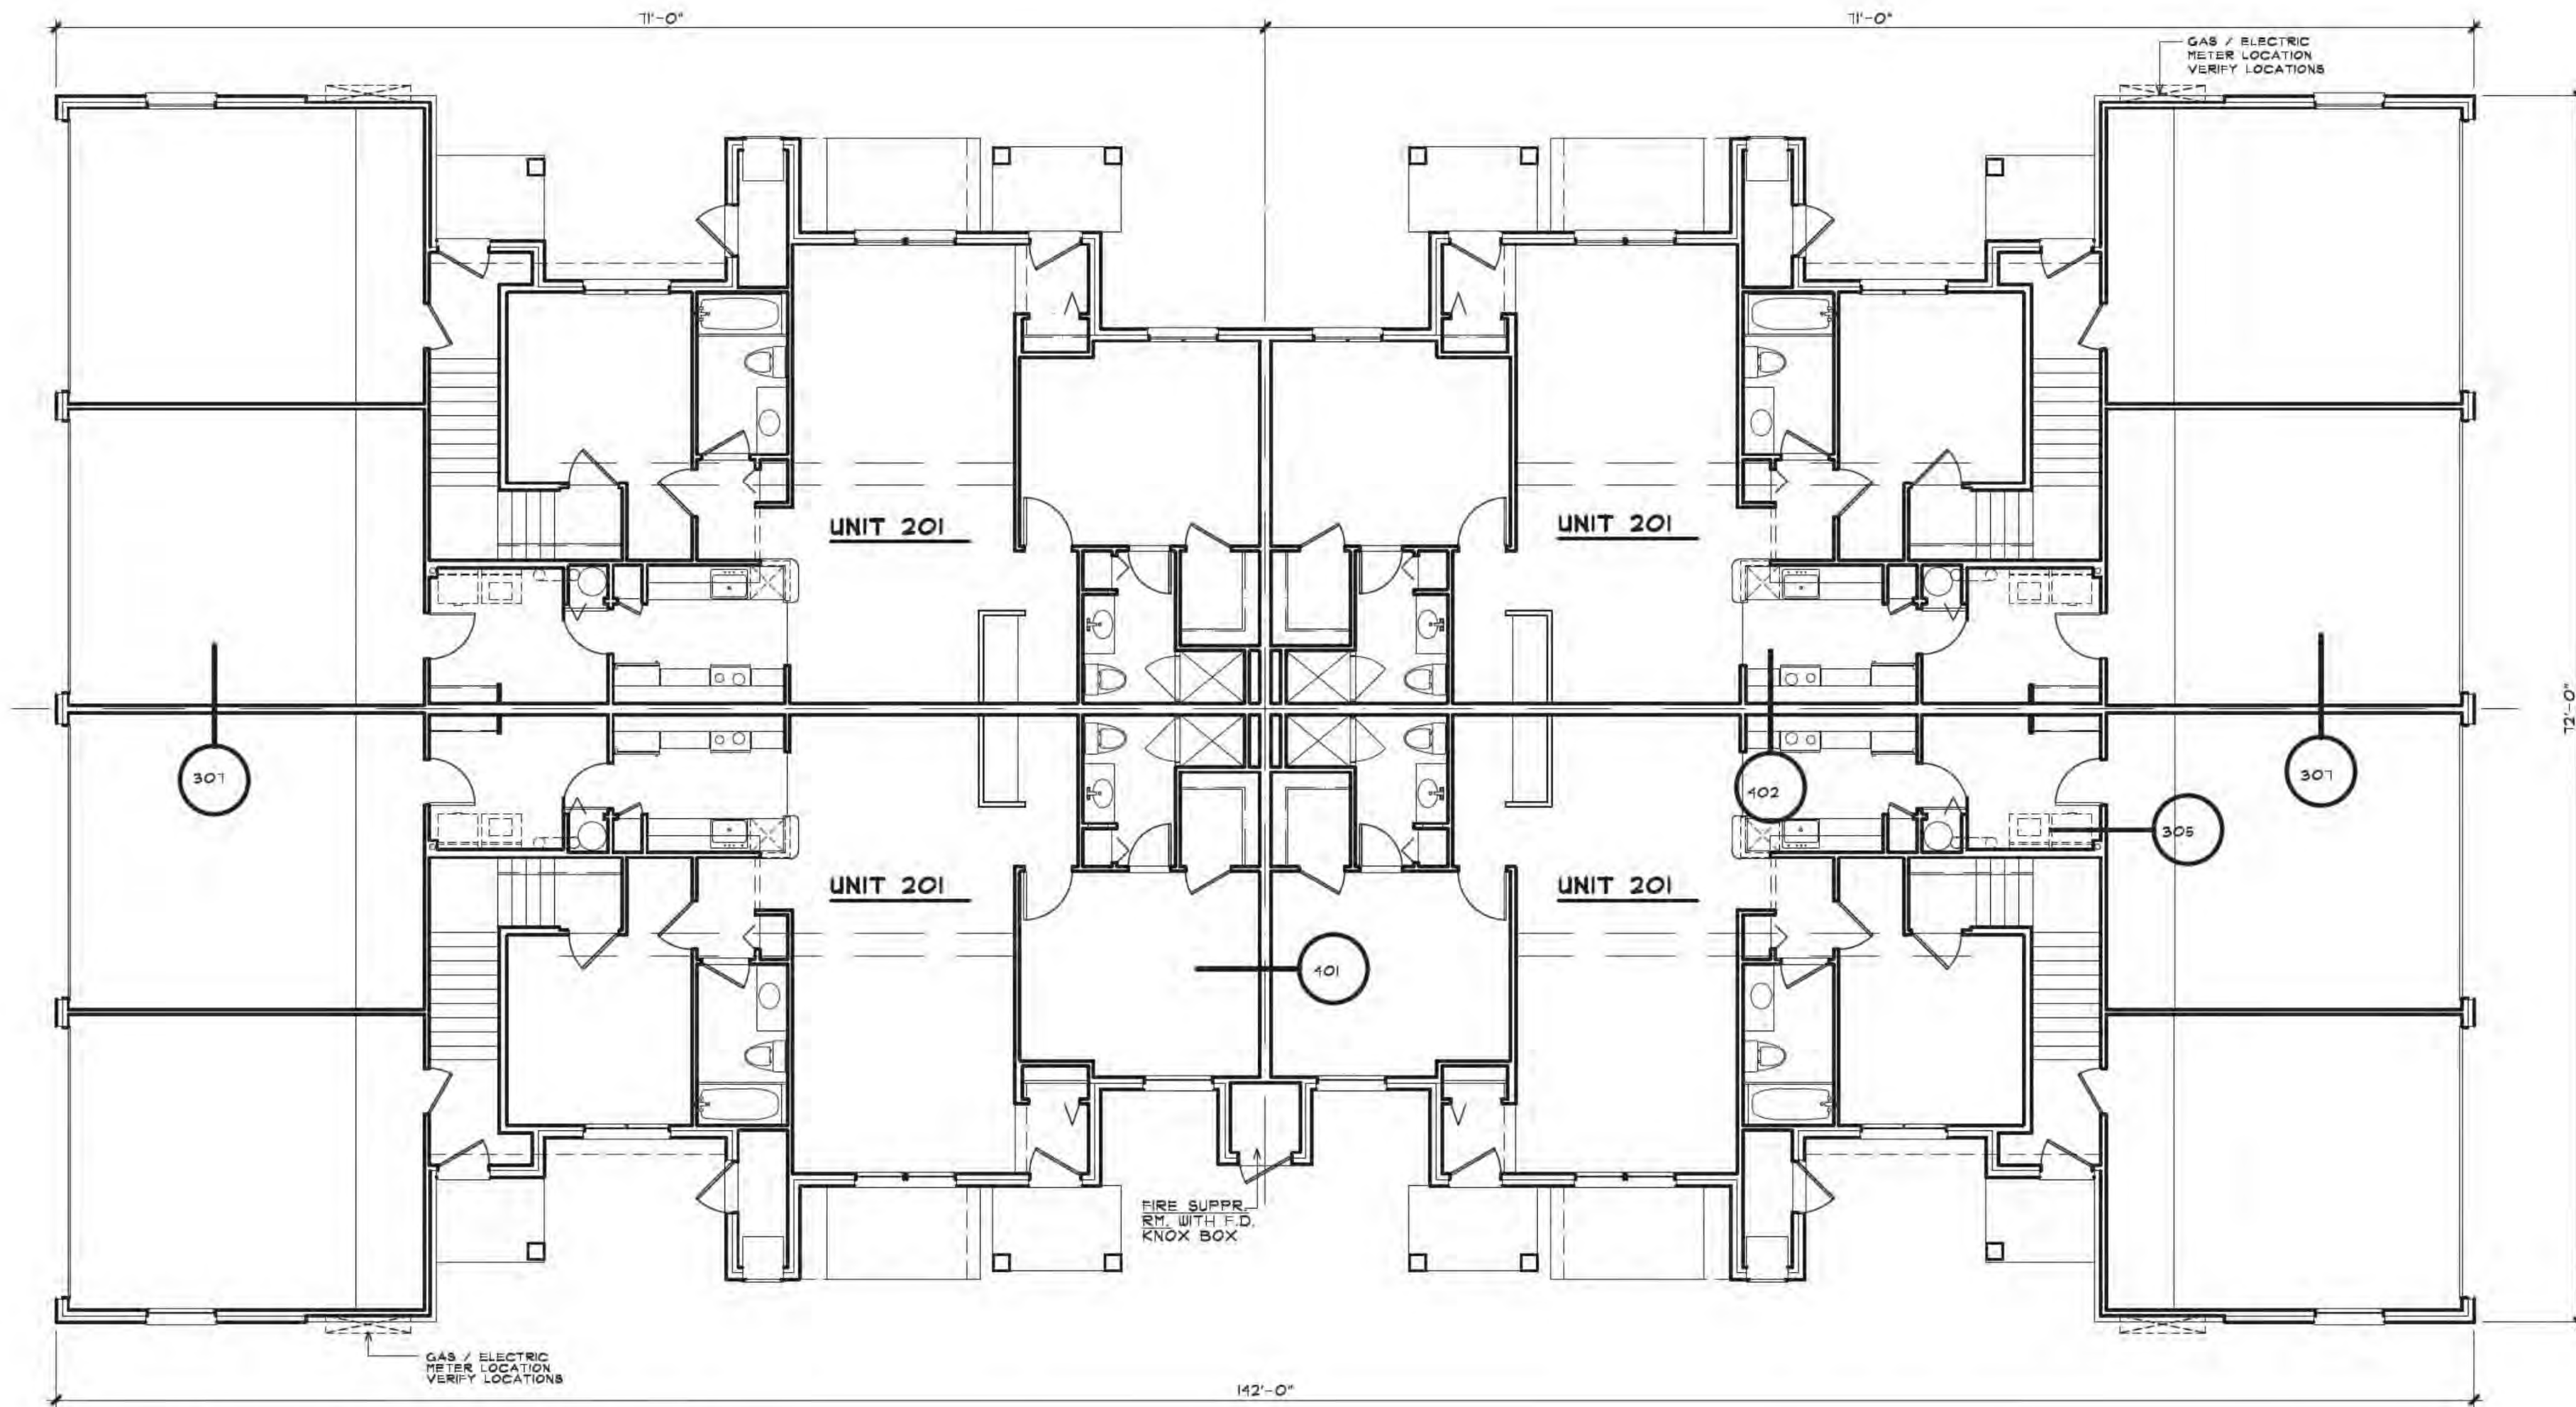 71'-0"
71'-0"
GAS / ELECTRIC
METER LOCATION
VERIFY LOCATIONS
UNIT 201
UNIT 201
72'-0"
307
402
307
305
UNIT 201
UNIT 201
401
FIRE SUPPR.
RM. WITH F.D.
KNOX BOX
GAS / ELECTRIC
METER LOCATION
VERIFY LOCATIONS
142'-0"